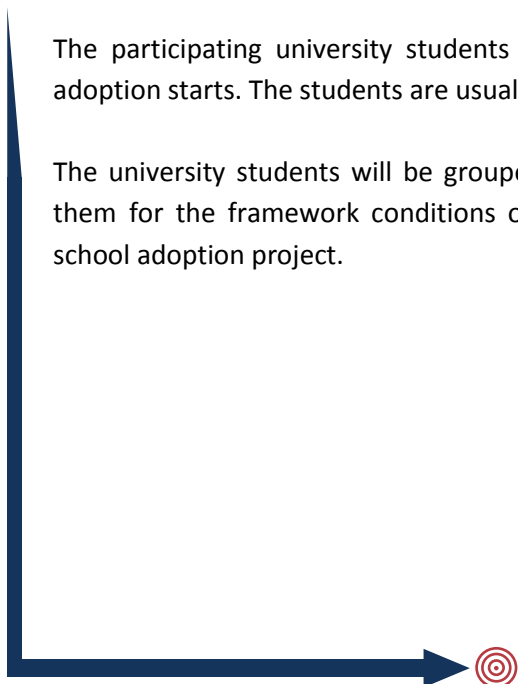 The participating university students
adoption starts. The students are usual
The university students will be groupe
them for the framework conditions
school adoption project.